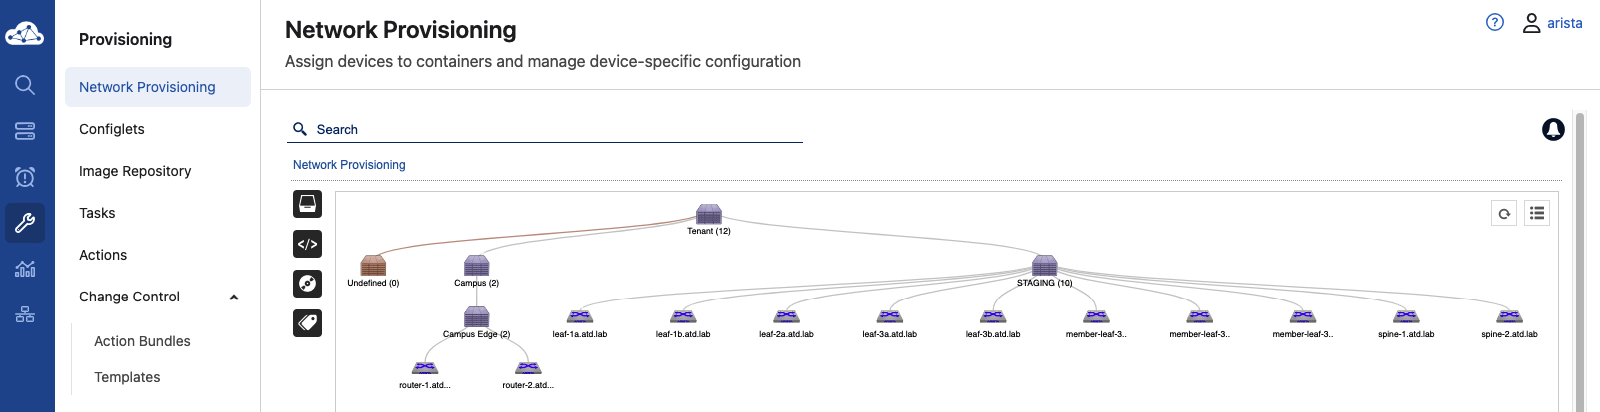 Provisioning
Network Provisioning
Configlets
Image Repository
Tasks
Actions
Change Control
Action Bundles
Templates
Network Provisioning
Assign devices to containers and manage device-specific configuration
? arista
Search
Network Provisioning
</>
Tenant (12)
Undefined (0) Campus (2) STAGING (10)
Campus Edge (2) leaf-1a.atd.lab leaf-1b.atd.lab leaf-2a.atd.lab leaf-3a.atd.lab leaf-3b.atd.lab member-leaf-3.. member-leaf-3.. member-leaf-3.. spine-1.atd.lab spine-2.atd.lab
router-1.atd... router-2.atd...